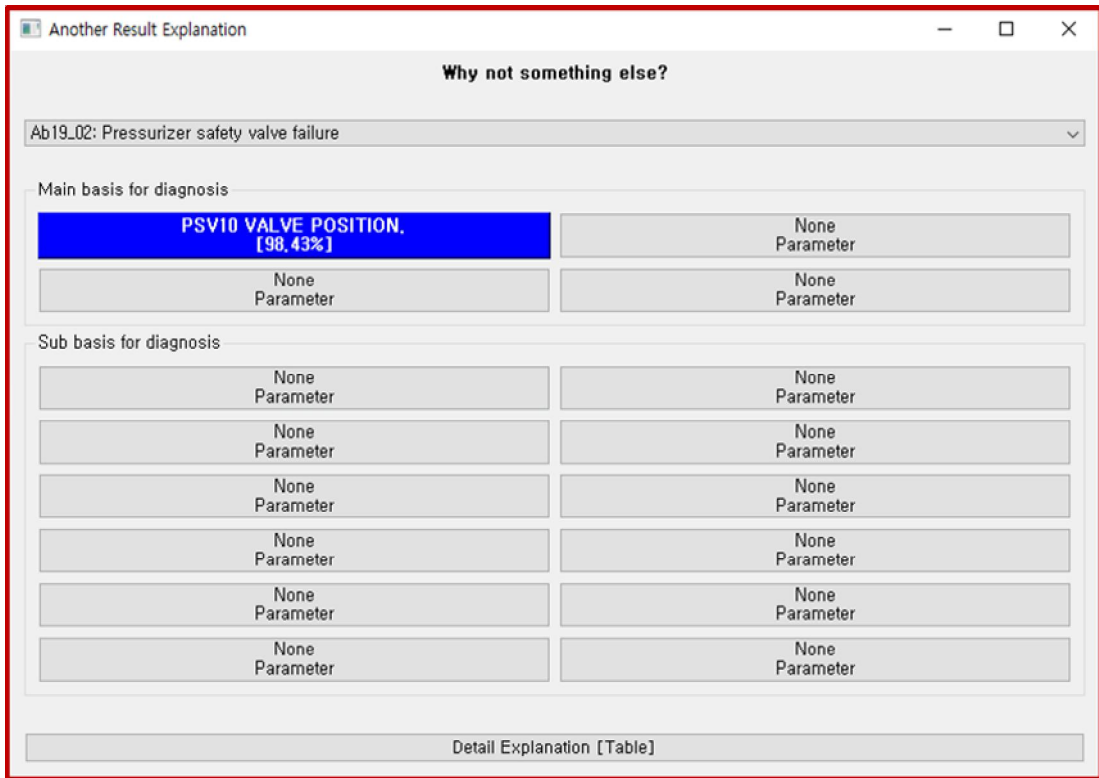 Another Result Explanation
Why not something else?
Ab19_02: Pressurizer safety valve failure
Main basis for diagnosis
PSV10 VALVE POSITION,
[98,43%]
None
Parameter
None
Parameter
None
Parameter
Sub basis for diagnosis
None
Parameter
None
Parameter
None
Parameter
None
Parameter
None
Parameter
None
Parameter
None
Parameter
None
Parameter
None
Parameter
None
Parameter
None
Parameter
None
Parameter
Detail Explanation [Table]